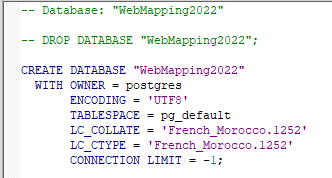 -- Database: "WebMapping2022"
-- DROP DATABASE "WebMapping2022";
CREATE DATABASE "WebMapping2022"
WITH OWNER = postgres
ENCODING = 'UTF8'
TABLESPACE = pg_default
LC_COLLATE = 'French_Morocco.1252'
LC_CTYPE = 'French_Morocco.1252'
CONNECTION LIMIT = -1;